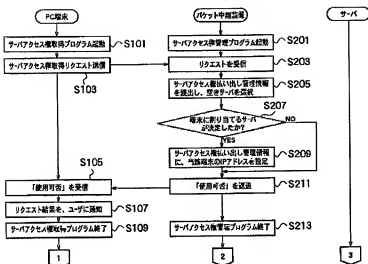 PC端末
サーバアクセス権取得プログラム起動
S101
サーバアクセス権取得リクエスト送信
S103
パケット中継装置
サーバアクセス権管理プログラム起動
S201
リクエストを受信
S203
サーバアクセス権払い出し管理情報
を読出し、空きサーバを選択
S205
S207
端末に割り当てるサーバ
が決定したか?
NO
YES
サーバアクセス権払い出し管理情報
に、当該端末のIPアドレスを設定
S209
サーバ
S105
「使用可否」を受信
「使用可否」を返送
S211
リクエスト結果を、ユーザに通知
S107
サーバアクセス権取得プログラム終了
S109
サーバアクセス権管理プログラム終了
S213
1
2
3